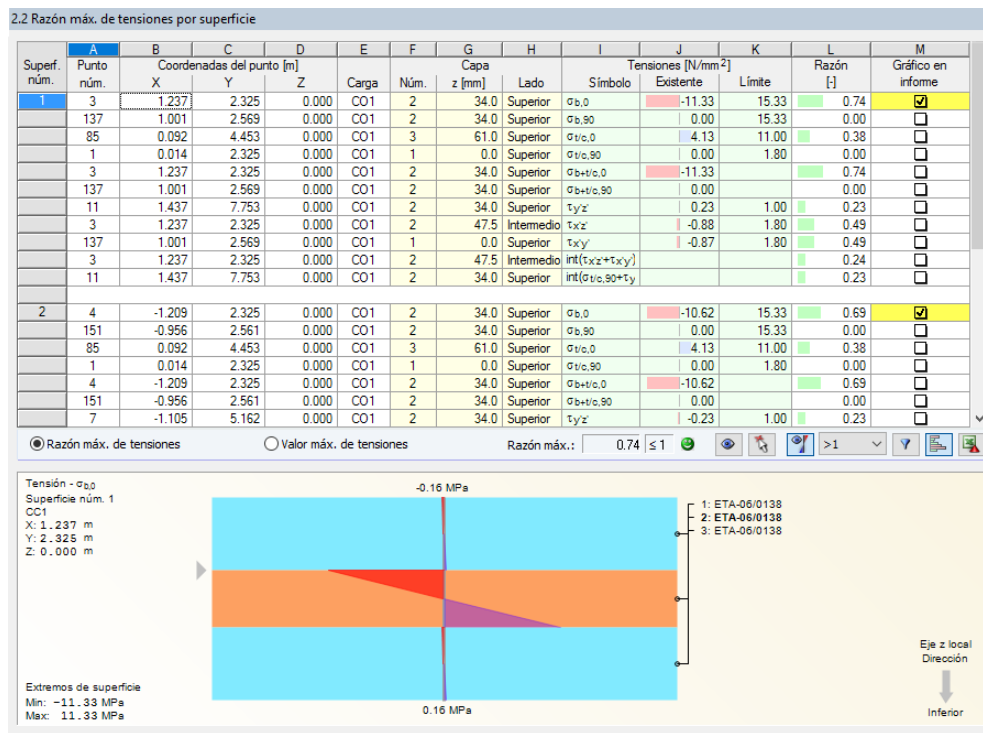 2.2 Razón máx. de tensiones por superficie
A B C D E F G H I J K L M
Superf. Punto Coordenadas del punto [m] Capa Tensiones [N/mm²] Razón Gráfico en
núm. núm. X Y Z Carga Núm. z [mm] Lado Símbolo Existente Límite [-] informe
1 3 1.237 2.325 0.000 CO1 2 34.0 Superior σb,0 -11.33 15.33 0.74
137 1.001 2.569 0.000 CO1 2 34.0 Superior σb,90 0.00 15.33 0.00
85 0.092 4.453 0.000 CO1 3 61.0 Superior σt/c,0 4.13 11.00 0.38
1 0.014 2.325 0.000 CO1 1 0.0 Superior σt/c,90 0.00 1.80 0.00
3 1.237 2.325 0.000 CO1 2 34.0 Superior σb+t/c,0 -11.33 0.74
137 1.001 2.569 0.000 CO1 2 34.0 Superior σb+t/c,90 0.00 0.00
11 1.437 7.753 0.000 CO1 2 34.0 Superior τy'z' 0.23 1.00 0.23
3 1.237 2.325 0.000 CO1 2 47.5 Intermedio τx'z' -0.88 1.80 0.49
137 1.001 2.569 0.000 CO1 1 0.0 Superior τx'y' -0.87 1.80 0.49
3 1.237 2.325 0.000 CO1 2 47.5 Intermedio int(τx'z'+τx'y') 0.24
11 1.437 7.753 0.000 CO1 2 34.0 Superior int(σt/c,90+τy 0.23
2 4 -1.209 2.325 0.000 CO1 2 34.0 Superior σb,0 -10.62 15.33 0.69
151 -0.956 2.561 0.000 CO1 2 34.0 Superior σb,90 0.00 15.33 0.00
85 0.092 4.453 0.000 CO1 3 61.0 Superior σt/c,0 4.13 11.00 0.38
1 0.014 2.325 0.000 CO1 1 0.0 Superior σt/c,90 0.00 1.80 0.00
4 -1.209 2.325 0.000 CO1 2 34.0 Superior σb+t/c,0 -10.62 0.69
151 -0.956 2.561 0.000 CO1 2 34.0 Superior σb+t/c,90 0.00 0.00
7 -1.105 5.162 0.000 CO1 2 34.0 Superior τy'z' -0.23 1.00 0.23
Razón máx. de tensiones Valor máx. de tensiones Razón máx.: 0.74 ≤ 1 >1
Tensión - σb,0
Superficie núm. 1
CC1
X: 1.237 m
Y: 2.325 m
Z: 0.000 m
-0.16 MPa
1: ETA-06/0138
2: ETA-06/0138
3: ETA-06/0138
Extremos de superficie
Min: -11.33 MPa
Max: 11.33 MPa
0.16 MPa
Eje z local
Dirección
Inferior